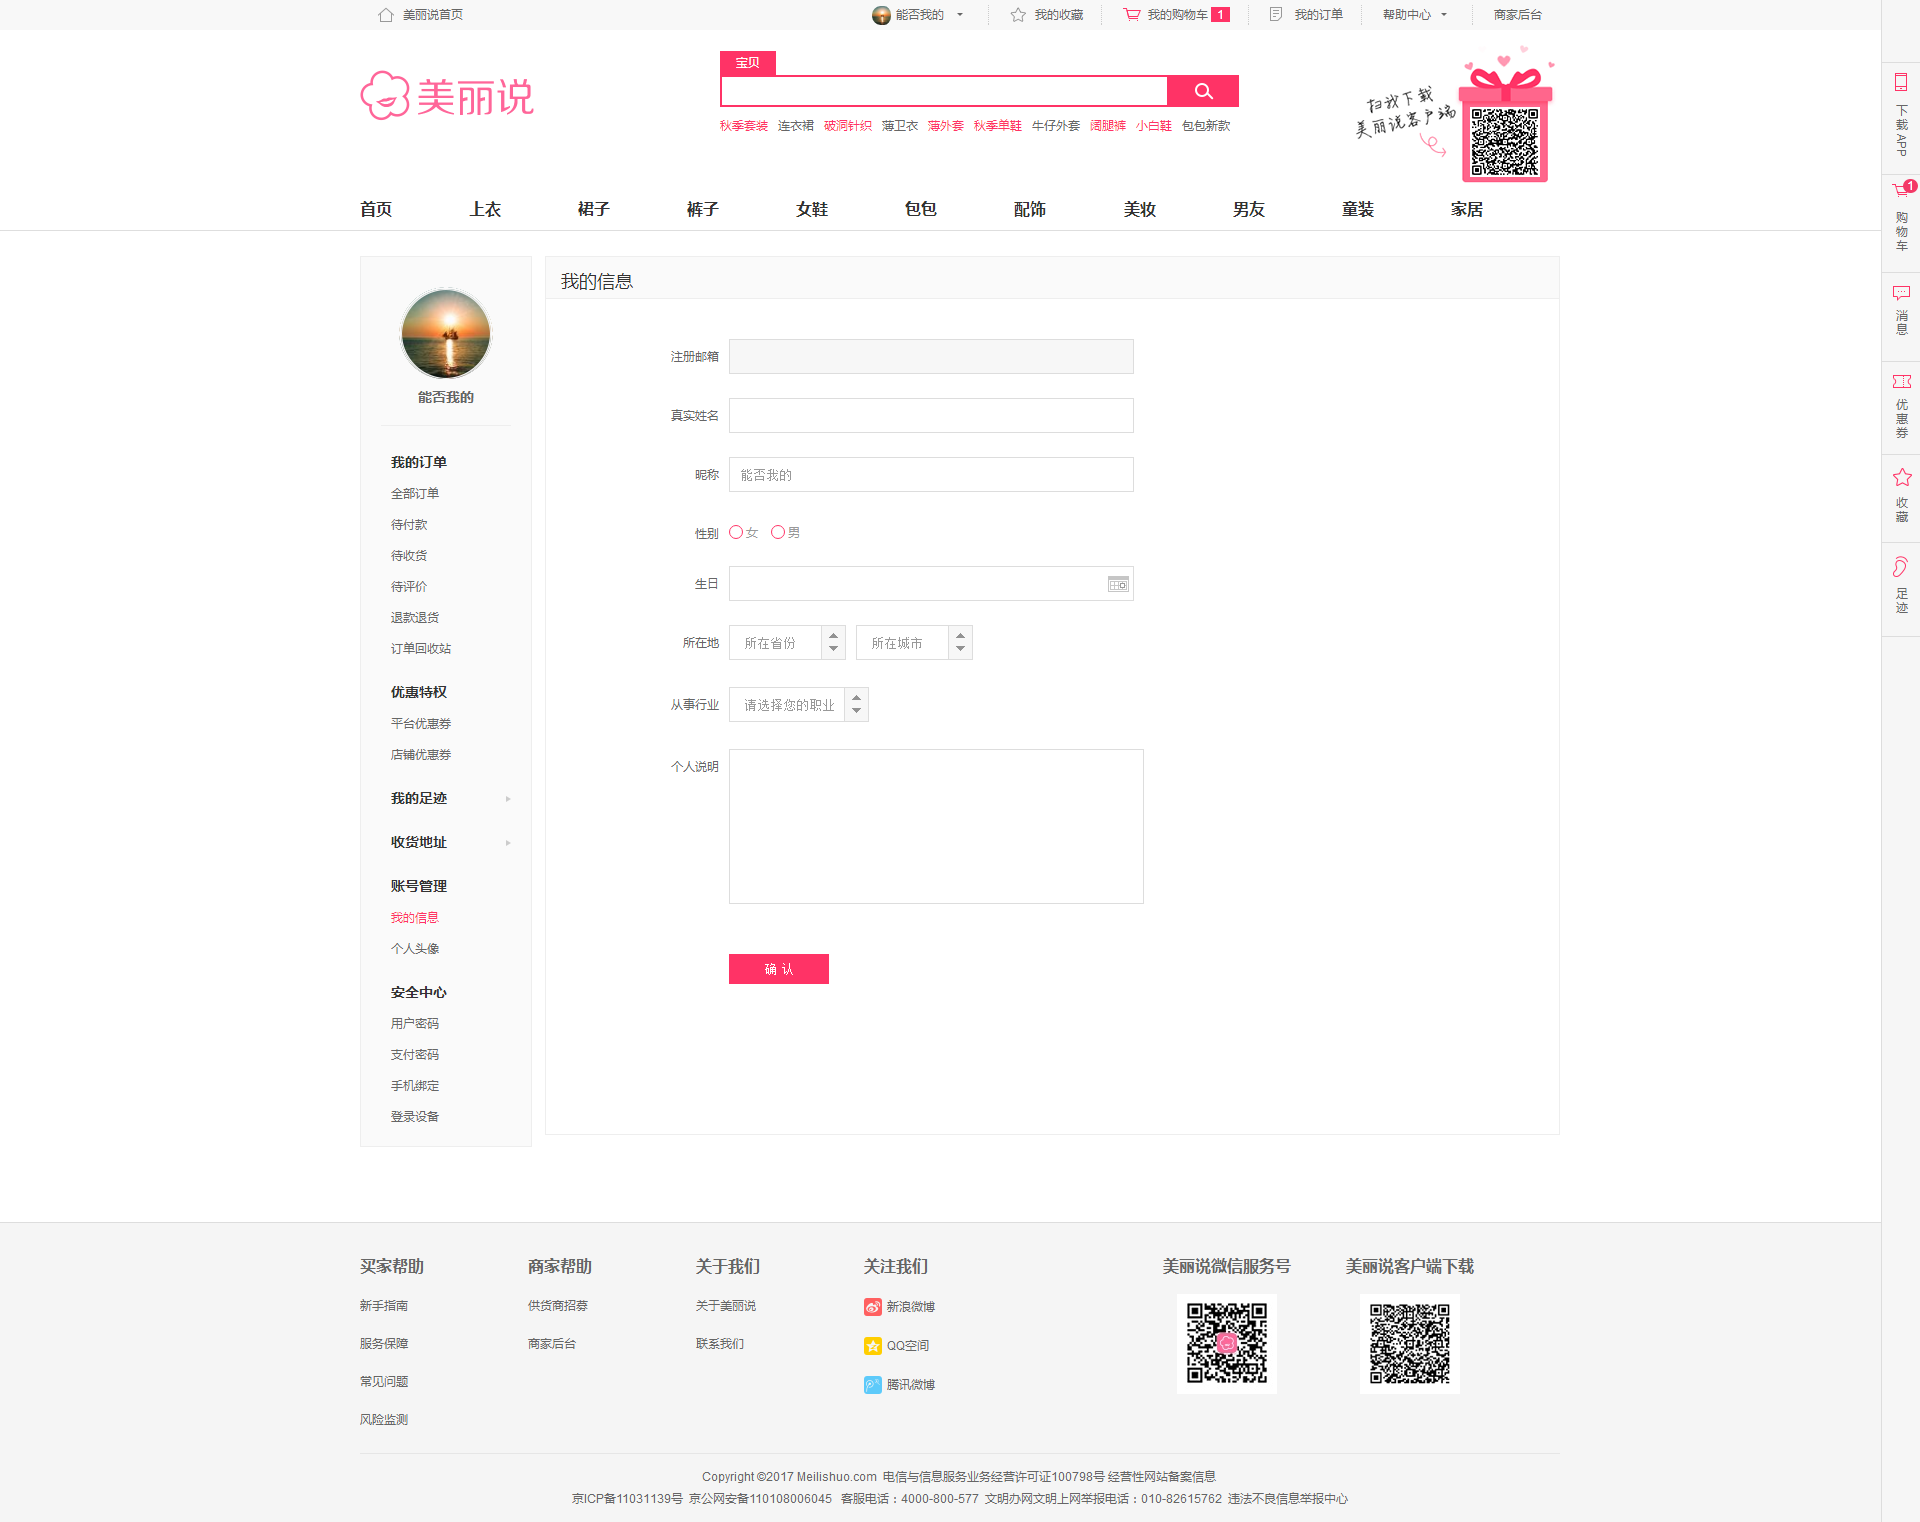 美丽说首页
能否我的
我的收藏
我的购物车 1
我的订单
帮助中心
商家后台
美丽说
宝贝
秋季套装 连衣裙 破洞针织 薄卫衣 薄外套 秋季单鞋 牛仔外套 阔腿裤 小白鞋 包包新款
扫我下载
美丽说客户端
首页 上衣 裙子 裤子 女鞋 包包 配饰 美妆 男友 童装 家居
能否我的
我的订单
全部订单
待付款
待收货
待评价
退款退货
订单回收站
优惠特权
平台优惠券
店铺优惠券
我的足迹
收货地址
账号管理
我的信息
个人头像
安全中心
用户密码
支付密码
手机绑定
登录设备
我的信息
注册邮箱
真实姓名
昵称 能否我的
性别 女 男
生日
所在地 所在省份 所在城市
从事行业 请选择您的职业
个人说明
确 认
下载APP
1
购物车
消息
优惠券
收藏
足迹
买家帮助
新手指南
服务保障
常见问题
风险监测
商家帮助
供货商招募
商家后台
关于我们
关于美丽说
联系我们
关注我们
新浪微博
QQ空间
腾讯微博
美丽说微信服务号
美丽说客户端下载
Copyright ©2017 Meilishuo.com 电信与信息服务业务经营许可证100798号 经营性网站备案信息
京ICP备11031139号 京公网安备110108006045 客服电话：4000-800-577 文明办网文明上网举报电话：010-82615762 违法不良信息举报中心